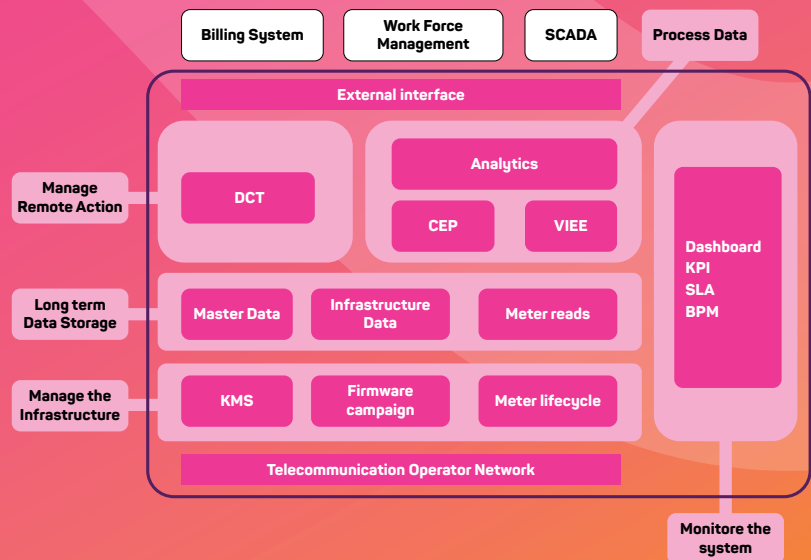 Billing System
Work Force
Management
SCADA
Process Data
External interface
Analytics
Manage
Remote Action
DCT
CEP
VIEE
Dashboard
KPI
SLA
BPM
Long term
Data Storage
Master Data
Infrastructure
Data
Meter reads
Manage the
Infrastructure
KMS
Firmware
campaign
Meter lifecycle
Telecommunication Operator Network
Monitore the
system